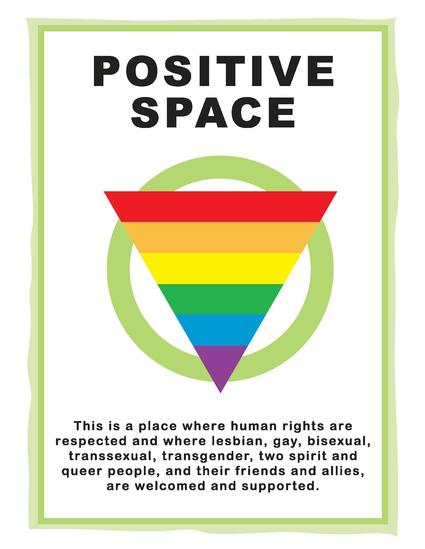 POSITIVE
SPACE
This is a place where human rights are
respected and where lesbian, gay, bisexual,
transsexual, transgender, two spirit and
queer people, and their friends and allies,
are welcomed and supported.